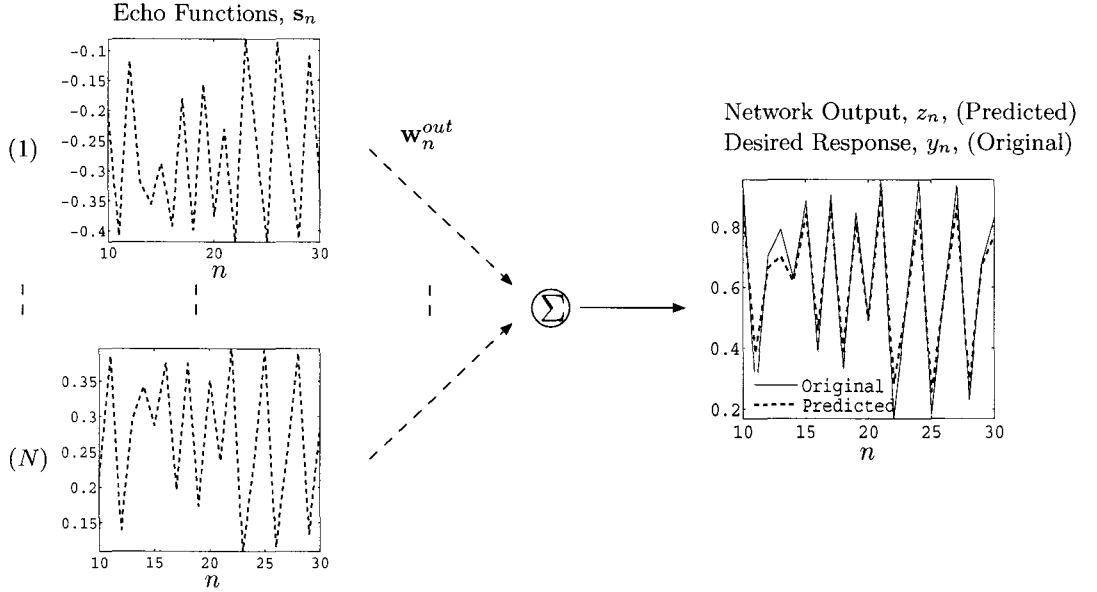 Echo Functions, s_n
-0.1
-0.15
-0.2
-0.25
-0.3
-0.35
-0.4
(1)
10 15 20 25 30
n
w_n^{out}
Network Output, z_n, (Predicted)
Desired Response, y_n, (Original)
0.8
0.6
0.4
0.2
Original
Predicted
10 15 20 25 30
n
Σ
0.35
0.3
0.25
0.2
0.15
(N)
10 15 20 25 30
n